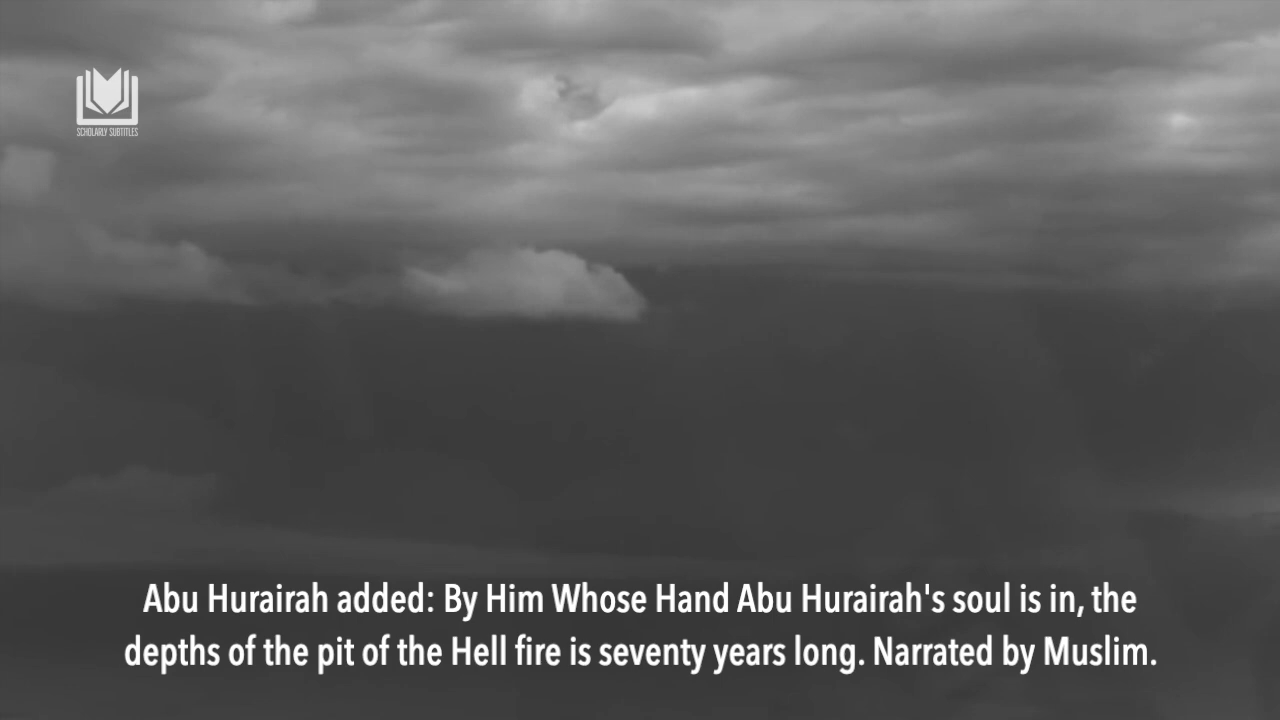 SCHOLARLY SUBTITLES
Abu Hurairah added: By Him Whose Hand Abu Hurairah's soul is in, the
depths of the pit of the Hell fire is seventy years long. Narrated by Muslim.